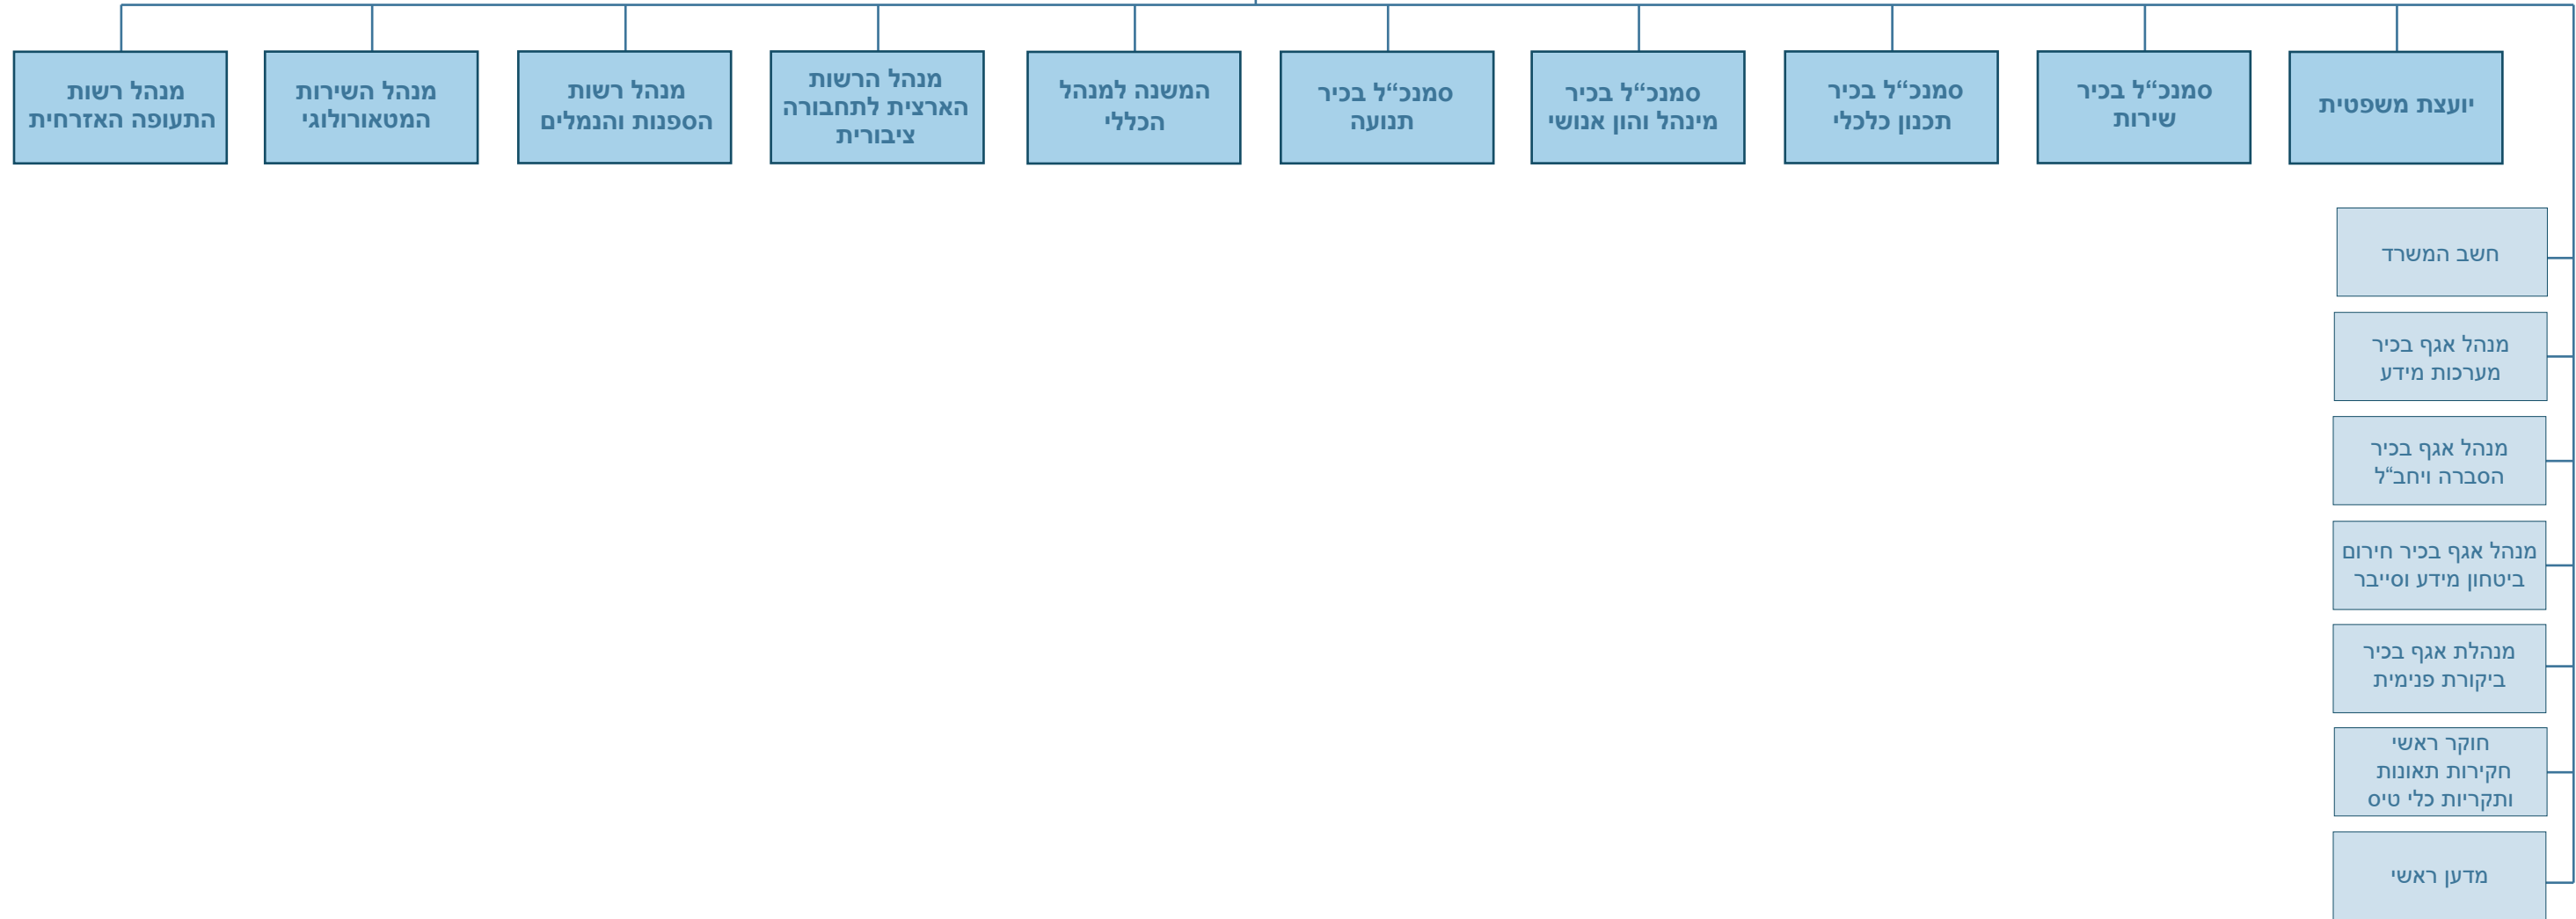 יועצת משפטית
סמנכ“ל בכיר
שירות
סמנכ“ל בכיר
תכנון כלכלי
סמנכ“ל בכיר
מינהל והון אנושי
סמנכ“ל בכיר
תנועה
המשנה למנהל
הכללי
מנהל הרשות
הארצית לתחבורה
ציבורית
מנהל רשות
הספנות והנמלים
מנהל השירות
המטאורולוגי
מנהל רשות
התעופה האזרחית
חשב המשרד
מנהל אגף בכיר
מערכות מידע
מנהל אגף בכיר
הסברה ויחב“ל
מנהל אגף בכיר חירום
ביטחון מידע וסייבר
מנהלת אגף בכיר
ביקורת פנימית
חוקר ראשי
חקירות תאונות
ותקריות כלי טיס
מדען ראשי